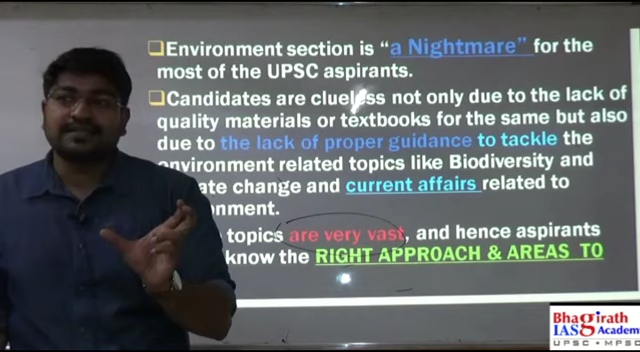 Environment section is “a Nightmare” for the
most of the UPSC aspirants.
Candidates are clueless not only due to the lack of
quality materials or textbooks for the same but also
due to the lack of proper guidance to tackle the
environment related topics like Biodiversity and
ate change and current affairs related to
onment.
topics are very vast, and hence aspirants
know the RIGHT APPROACH & AREAS TO
Bhagirath
IAS Academy
UPSC • MPSC